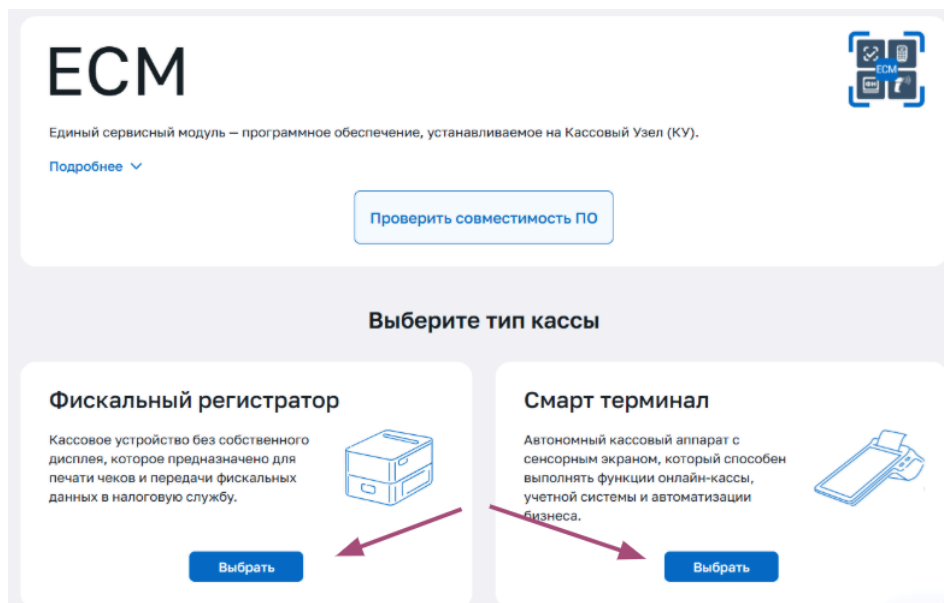 ЕСМ
ЕСМ
ФН
Единый сервисный модуль — программное обеспечение, устанавливаемое на Кассовый Узел (КУ).
Подробнее
Проверить совместимость ПО
Выберите тип кассы
Фискальный регистратор
Кассовое устройство без собственного
дисплея, которое предназначено для
печати чеков и передачи фискальных
данных в налоговую службу.
Выбрать
Смарт терминал
Автономный кассовый аппарат с
сенсорным экраном, который способен
выполнять функции онлайн-кассы,
учетной системы и автоматизации
бизнеса.
Выбрать